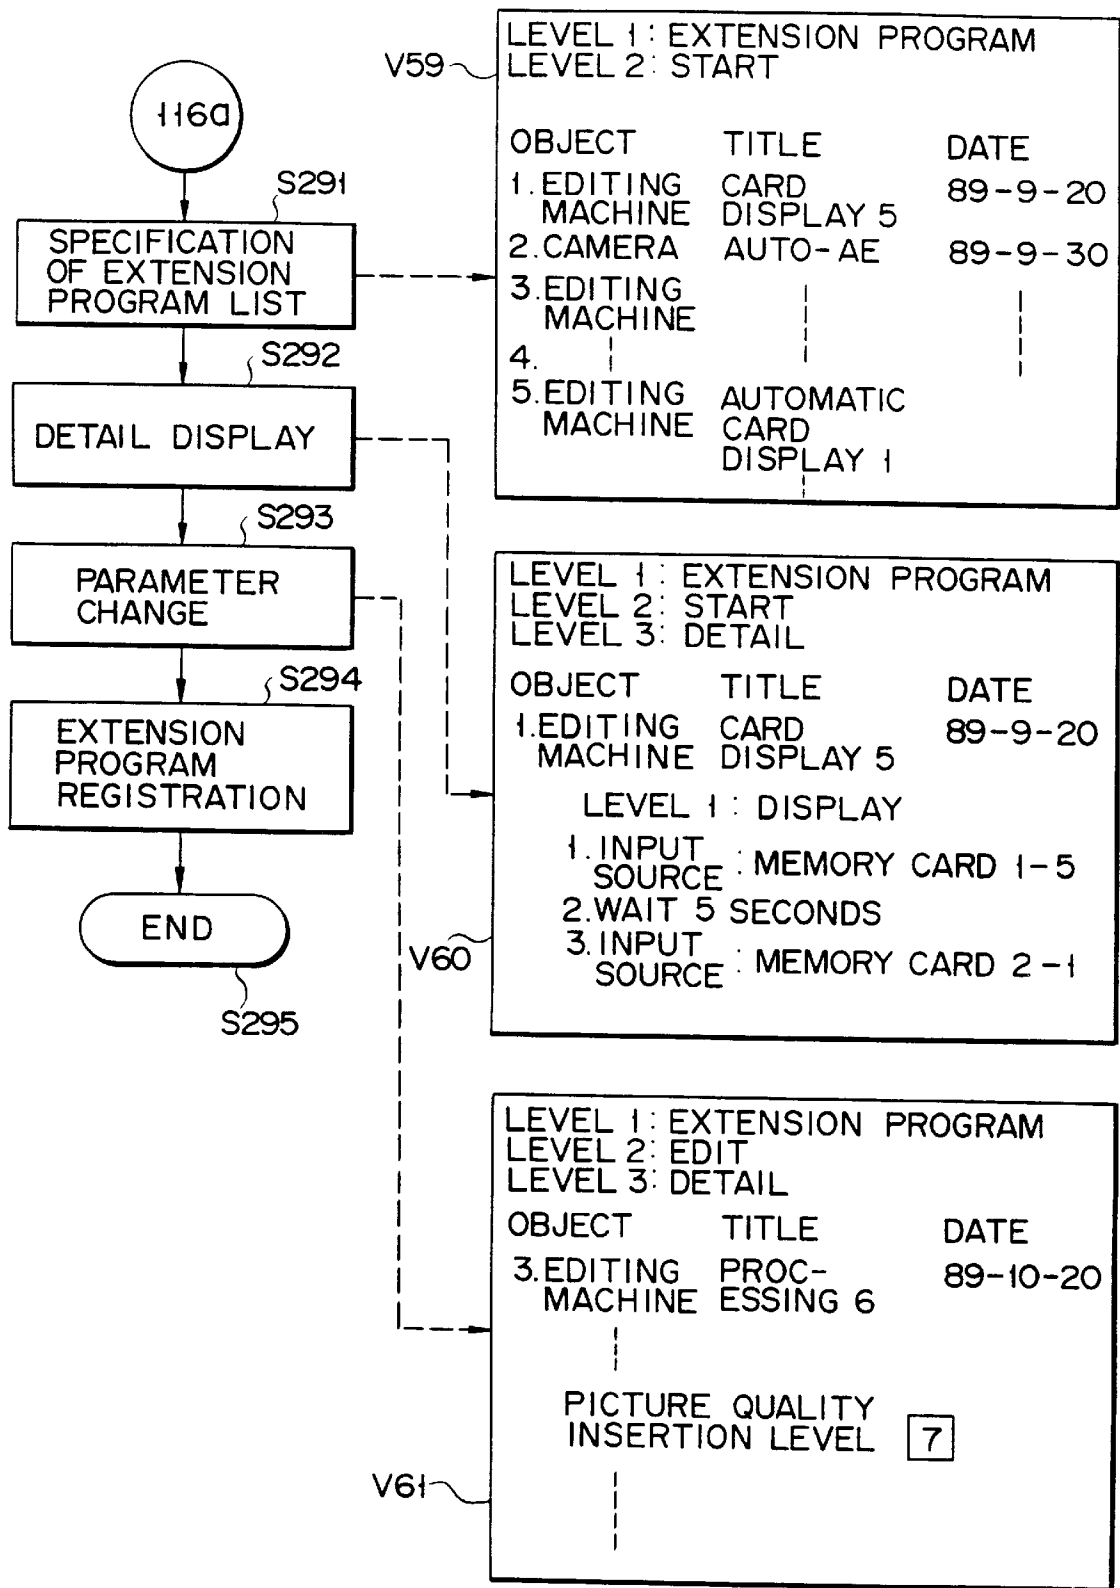 116a
S291
SPECIFICATION
OF EXTENSION
PROGRAM LIST
S292
DETAIL DISPLAY
S293
PARAMETER
CHANGE
S294
EXTENSION
PROGRAM
REGISTRATION
END
S295
V59
LEVEL 1: EXTENSION PROGRAM
LEVEL 2: START
OBJECT TITLE DATE
1. EDITING CARD 89-9-20
MACHINE DISPLAY 5
2. CAMERA AUTO-AE 89-9-30
3. EDITING
MACHINE
4.
5. EDITING AUTOMATIC
MACHINE CARD
DISPLAY 1
V60
LEVEL 1: EXTENSION PROGRAM
LEVEL 2: START
LEVEL 3: DETAIL
OBJECT TITLE DATE
1. EDITING CARD 89-9-20
MACHINE DISPLAY 5
LEVEL 1: DISPLAY
1. INPUT
SOURCE : MEMORY CARD 1-5
2. WAIT 5 SECONDS
3. INPUT
SOURCE : MEMORY CARD 2-1
V61
LEVEL 1: EXTENSION PROGRAM
LEVEL 2: EDIT
LEVEL 3: DETAIL
OBJECT TITLE DATE
3. EDITING PROC- 89-10-20
MACHINE ESSING 6
PICTURE QUALITY
INSERTION LEVEL 7